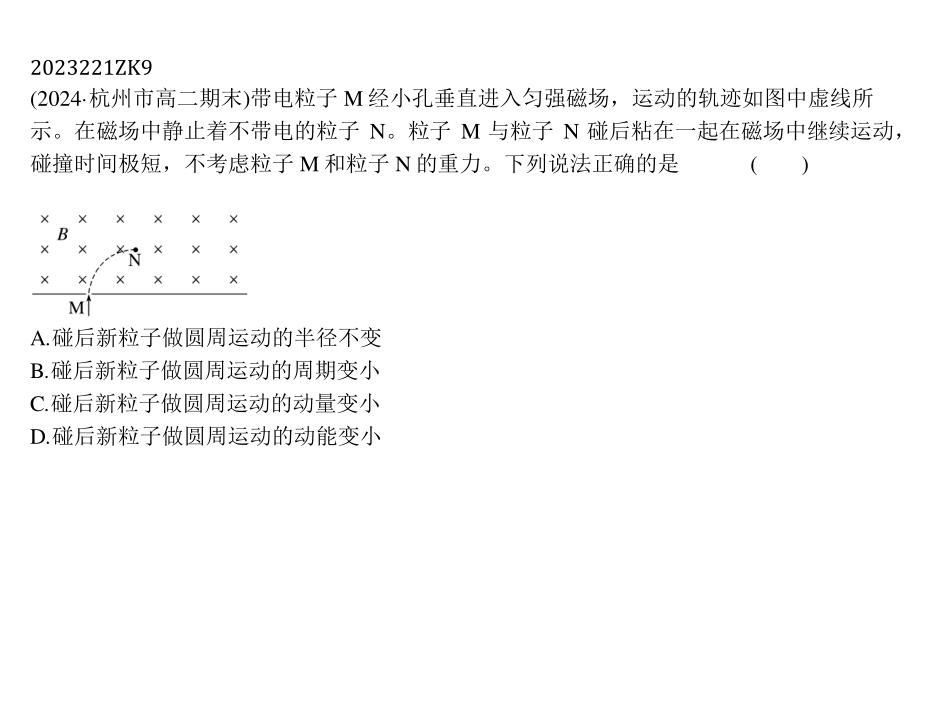 2023221ZK9
(2024·杭州市高二期末)带电粒子 M 经小孔垂直进入匀强磁场，运动的轨迹如图中虚线所
示。在磁场中静止着不带电的粒子 N。粒子 M 与粒子 N 碰后粘在一起在磁场中继续运动，
碰撞时间极短，不考虑粒子 M 和粒子 N 的重力。下列说法正确的是 ( )
× × × × × ×
B
× × × × × ×
N
× × × × × ×
M
A.碰后新粒子做圆周运动的半径不变
B.碰后新粒子做圆周运动的周期变小
C.碰后新粒子做圆周运动的动量变小
D.碰后新粒子做圆周运动的动能变小